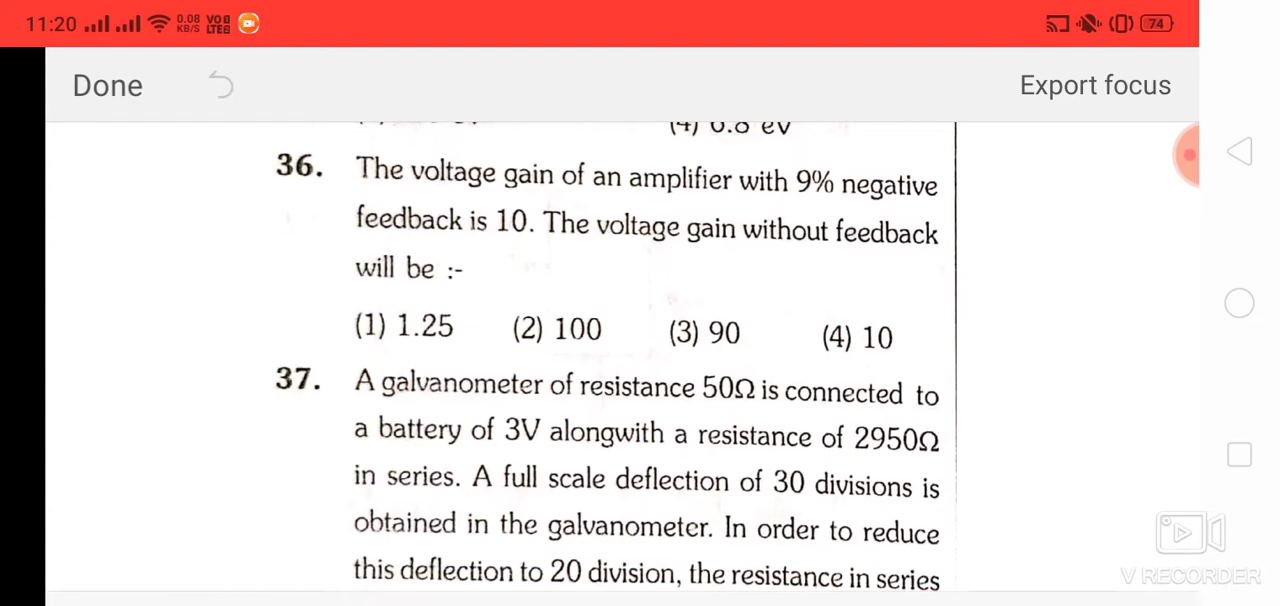 11:20 0.08 KB/S VO LTE 74
Done Export focus
(4) 6.8 eV
36. The voltage gain of an amplifier with 9% negative
feedback is 10. The voltage gain without feedback
will be :-
(1) 1.25 (2) 100 (3) 90 (4) 10
37. A galvanometer of resistance 50Ω is connected to
a battery of 3V alongwith a resistance of 2950Ω
in series. A full scale deflection of 30 divisions is
obtained in the galvanometer. In order to reduce
this deflection to 20 division, the resistance in series
V RECORDER